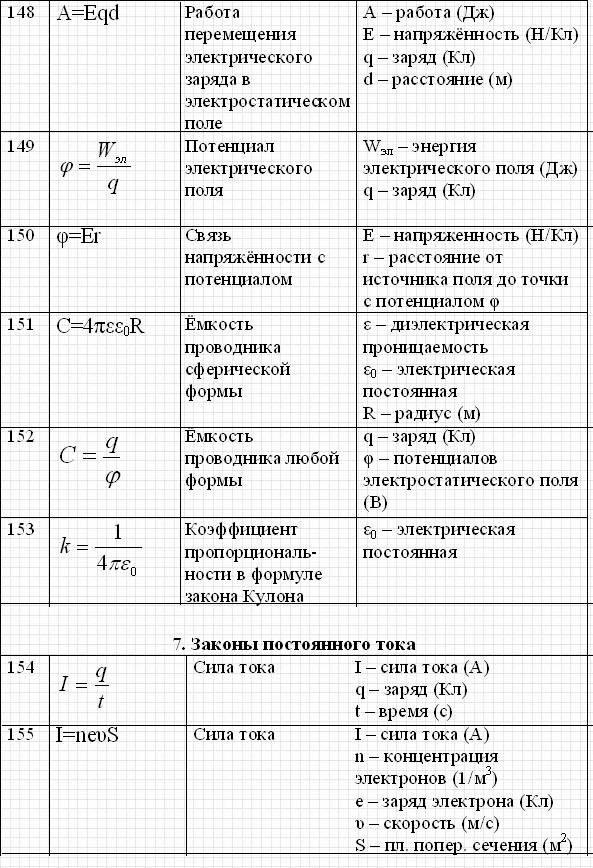 148 A=Eqd Работа A – работа (Дж)
перемещения E – напряжённость (Н/Кл)
электрического q – заряд (Кл)
заряда в d – расстояние (м)
электростатическом
поле
149 φ = Wэл / q Потенциал Wэл – энергия
электрического электрического поля (Дж)
поля q – заряд (Кл)
150 φ=Er Связь E – напряженность (Н/Кл)
напряжённости с r – расстояние от
потенциалом источника поля до точки
с потенциалом φ
151 C=4πεε₀R Ёмкость ε – диэлектрическая
проводника проницаемость
сферической ε₀ – электрическая
формы постоянная
R – радиус (м)
152 C = q / φ Ёмкость q – заряд (Кл)
проводника любой φ – потенциалов
формы электростатического поля
(В)
153 k = 1 / 4πε₀ Коэффициент ε₀ – электрическая
пропорциональ- постоянная
ности в формуле
закона Кулона
7. Законы постоянного тока
154 I = q / t Сила тока I – сила тока (А)
q – заряд (Кл)
t – время (с)
155 I=neυS Сила тока I – сила тока (А)
n – концентрация
электронов (1/м³)
e – заряд электрона (Кл)
υ – скорость (м/с)
S – пл. попер. сечения (м²)